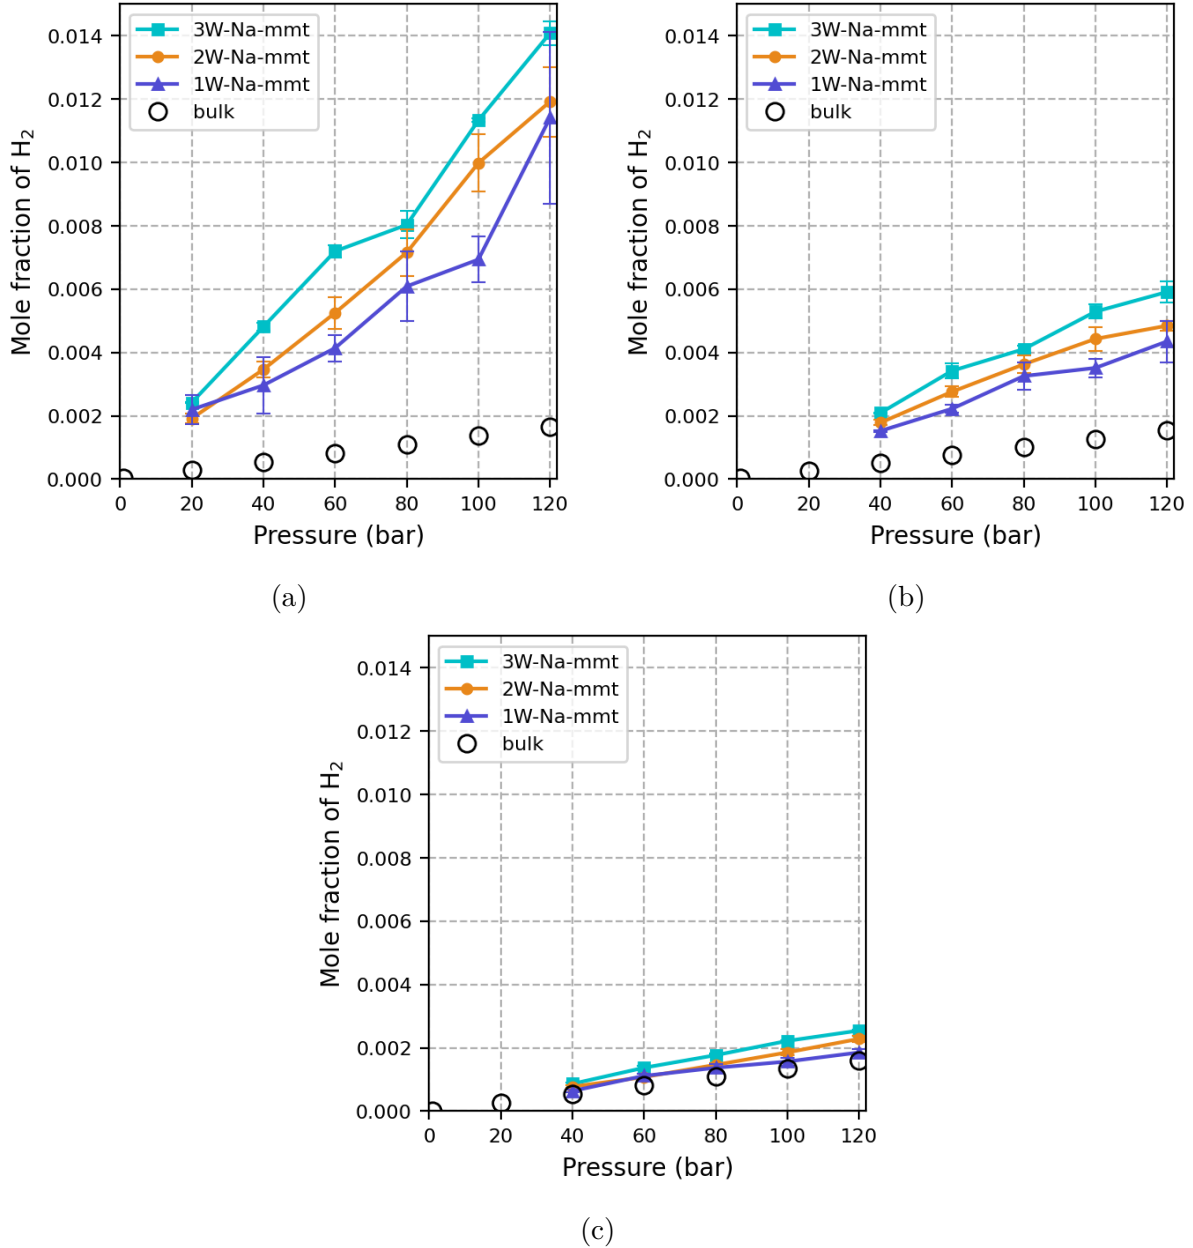 0.014
0.012
0.010
0.008
0.006
0.004
0.002
0.000
Mole fraction of H₂
3W-Na-mmt
2W-Na-mmt
1W-Na-mmt
bulk
0 20 40 60 80 100 120
Pressure (bar)
(a)
0.014
0.012
0.010
0.008
0.006
0.004
0.002
0.000
Mole fraction of H₂
3W-Na-mmt
2W-Na-mmt
1W-Na-mmt
bulk
0 20 40 60 80 100 120
Pressure (bar)
(b)
0.014
0.012
0.010
0.008
0.006
0.004
0.002
0.000
Mole fraction of H₂
3W-Na-mmt
2W-Na-mmt
1W-Na-mmt
bulk
0 20 40 60 80 100 120
Pressure (bar)
(c)